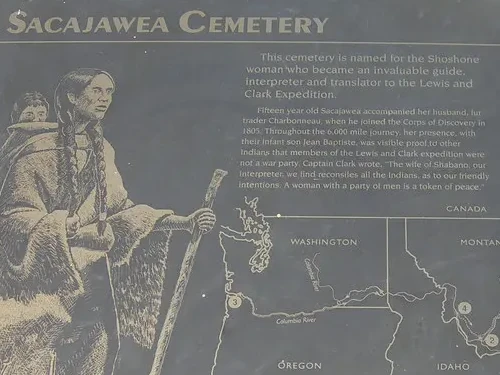 SACAJAWEA CEMETERY
This cemetery is named for the Shoshone
woman who became an invaluable guide,
interpreter and translator to the Lewis and
Clark Expedition.
Fifteen year old Sacajawea accompanied her husband, fur
trader Charbonneau, when he joined the Corps of Discovery in
1805. Throughout the 6,000 mile journey, her presence, with
their infant son Jean Baptiste, was visible proof to other
Indians that members of the Lewis and Clark expedition were
not a war party. Captain Clark wrote, "The wife of Shabano, our
interpreter, we find reconsiles all the Indians, as to our friendly
intentions. A woman with a party of men is a token of peace."
CANADA
WASHINGTON
MONTAN
3
4
Columbia River
2
OREGON
IDAHO